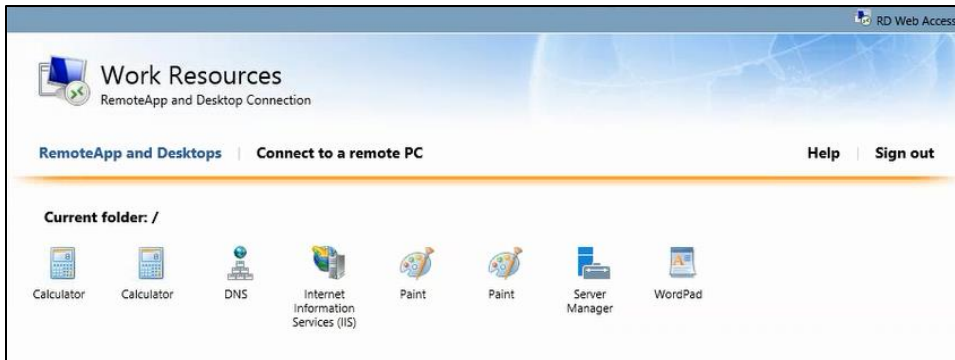 RD Web Access
Work Resources
RemoteApp and Desktop Connection
RemoteApp and Desktops | Connect to a remote PC Help | Sign out
Current folder: /
Calculator Calculator DNS Internet Information Services (IIS) Paint Paint Server Manager WordPad